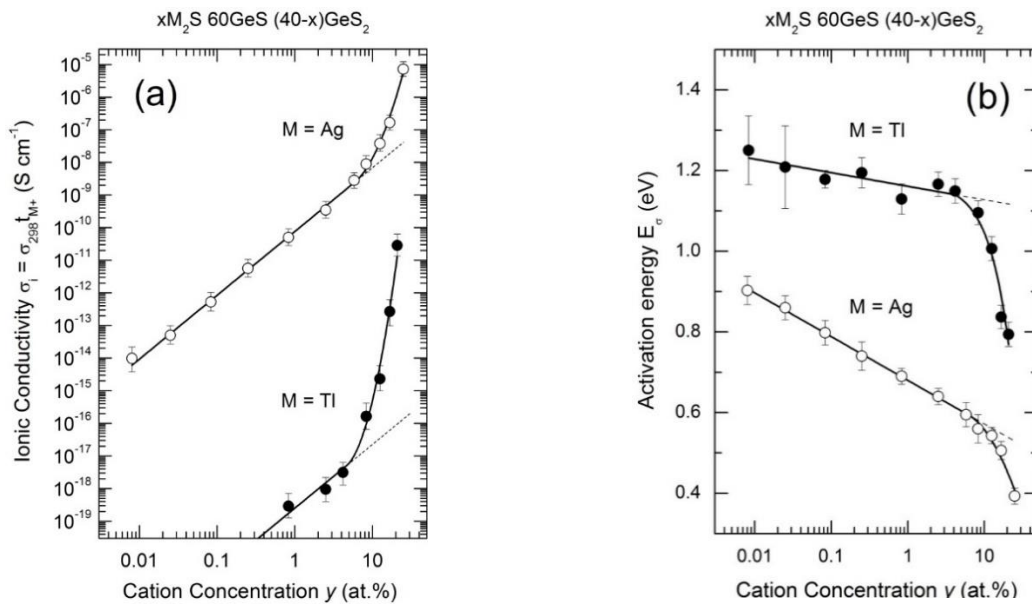 xM₂S 60GeS (40-x)GeS₂
(a)
M = Ag
M = Tl
10⁻⁵
10⁻⁶
10⁻⁷
10⁻⁸
10⁻⁹
10⁻¹⁰
10⁻¹¹
10⁻¹²
10⁻¹³
10⁻¹⁴
10⁻¹⁵
10⁻¹⁶
10⁻¹⁷
10⁻¹⁸
10⁻¹⁹
Ionic Conductivity σᵢ = σ₂₉₈ t_M+ (S cm⁻¹)
0.01 0.1 1 10
Cation Concentration y (at.%)
xM₂S 60GeS (40-x)GeS₂
(b)
M = Tl
M = Ag
1.4
1.2
1.0
0.8
0.6
0.4
Activation energy E_σ (eV)
0.01 0.1 1 10
Cation Concentration y (at.%)